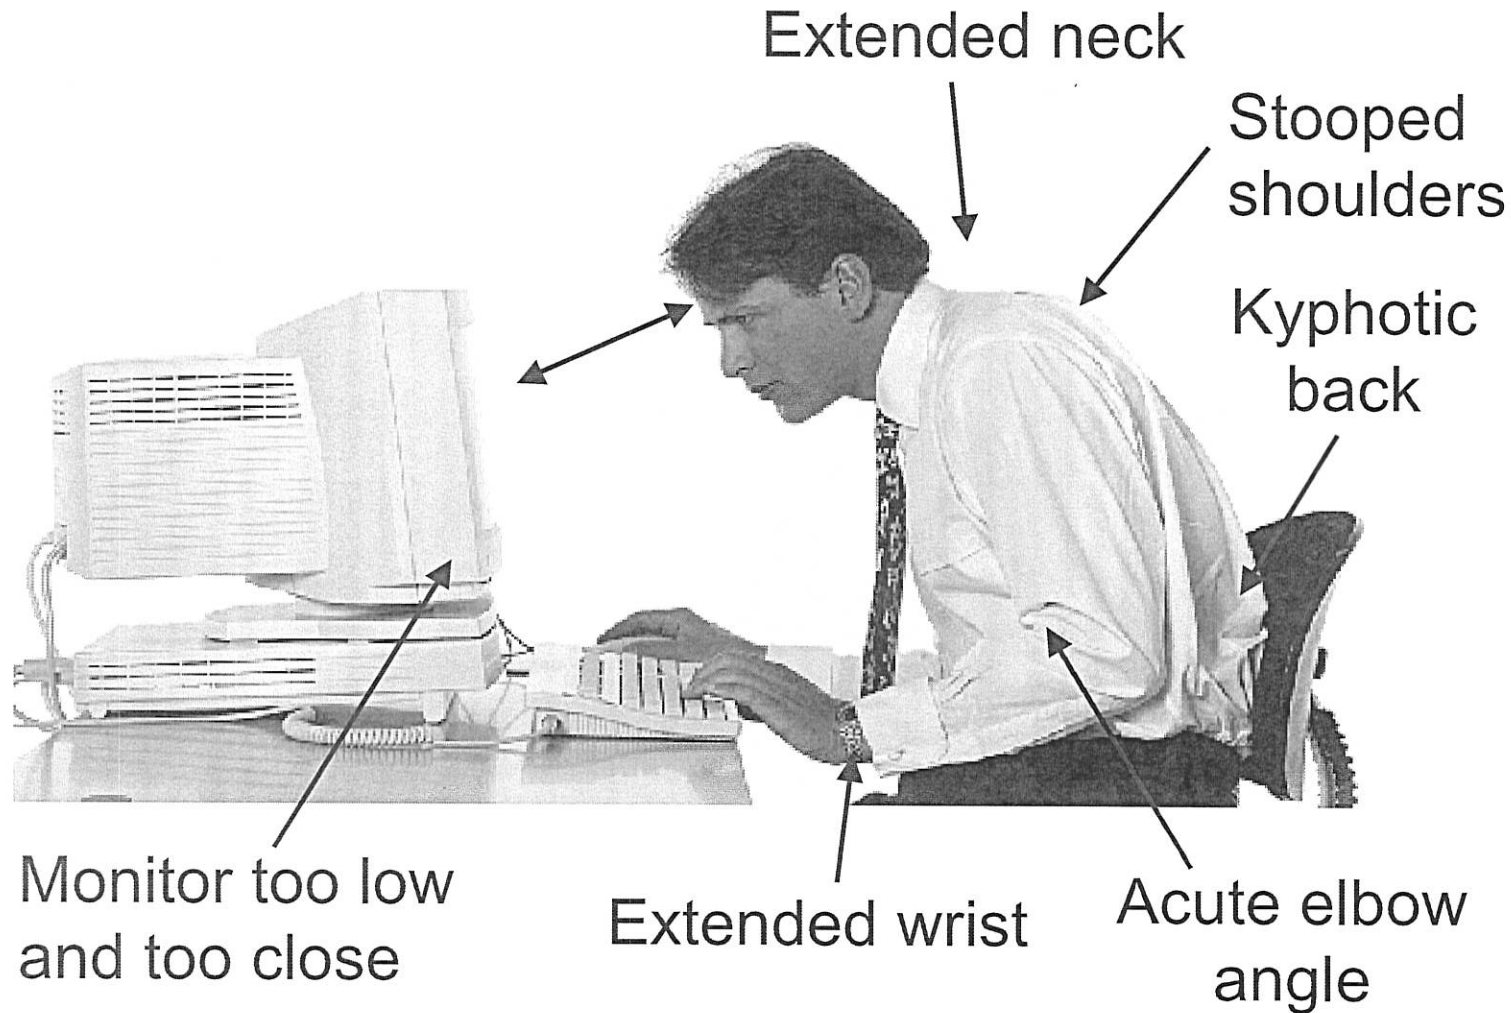 Extended neck
Stooped
shoulders
Kyphotic
back
Monitor too low
and too close
Extended wrist
Acute elbow
angle